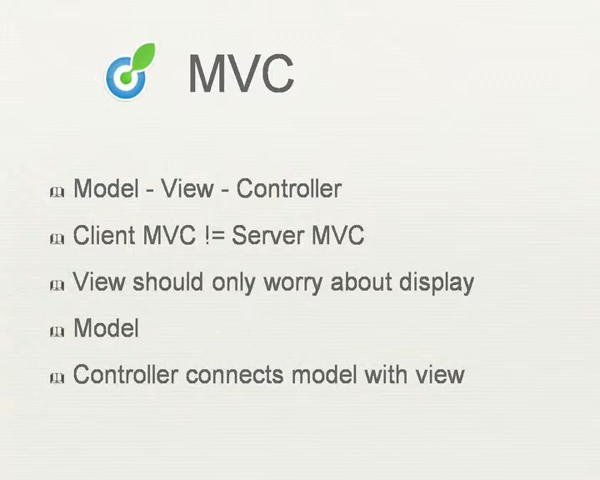 MVC
Model - View - Controller
Client MVC != Server MVC
View should only worry about display
Model
Controller connects model with view